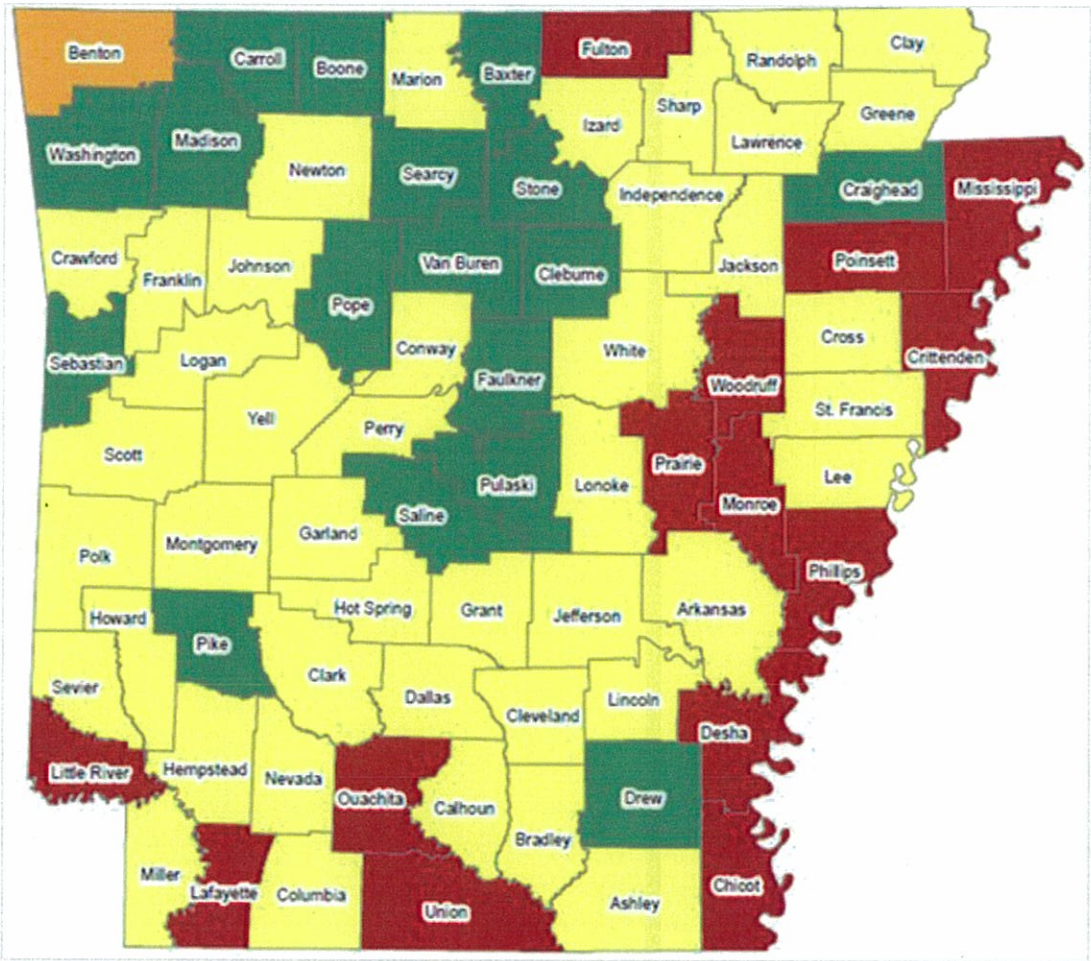 Benton
Carroll
Boone
Marion
Baxter
Fulton
Randolph
Clay
Sharp
Izard
Greene
Lawrence
Washington
Madison
Newton
Searcy
Stone
Independence
Craighead
Mississippi
Crawford
Franklin
Johnson
Van Buren
Cleburne
Jackson
Poinsett
Pope
Sebastian
Logan
Conway
Faulkner
White
Cross
Crittenden
Woodruff
St. Francis
Yell
Perry
Scott
Pulaski
Lonoke
Prairie
Lee
Monroe
Saline
Garland
Montgomery
Polk
Phillips
Howard
Hot Spring
Grant
Jefferson
Arkansas
Pike
Clark
Sevier
Dallas
Lincoln
Cleveland
Desha
Little River
Hempstead
Nevada
Ouachita
Calhoun
Drew
Bradley
Miller
Lafayette
Columbia
Union
Ashley
Chicot